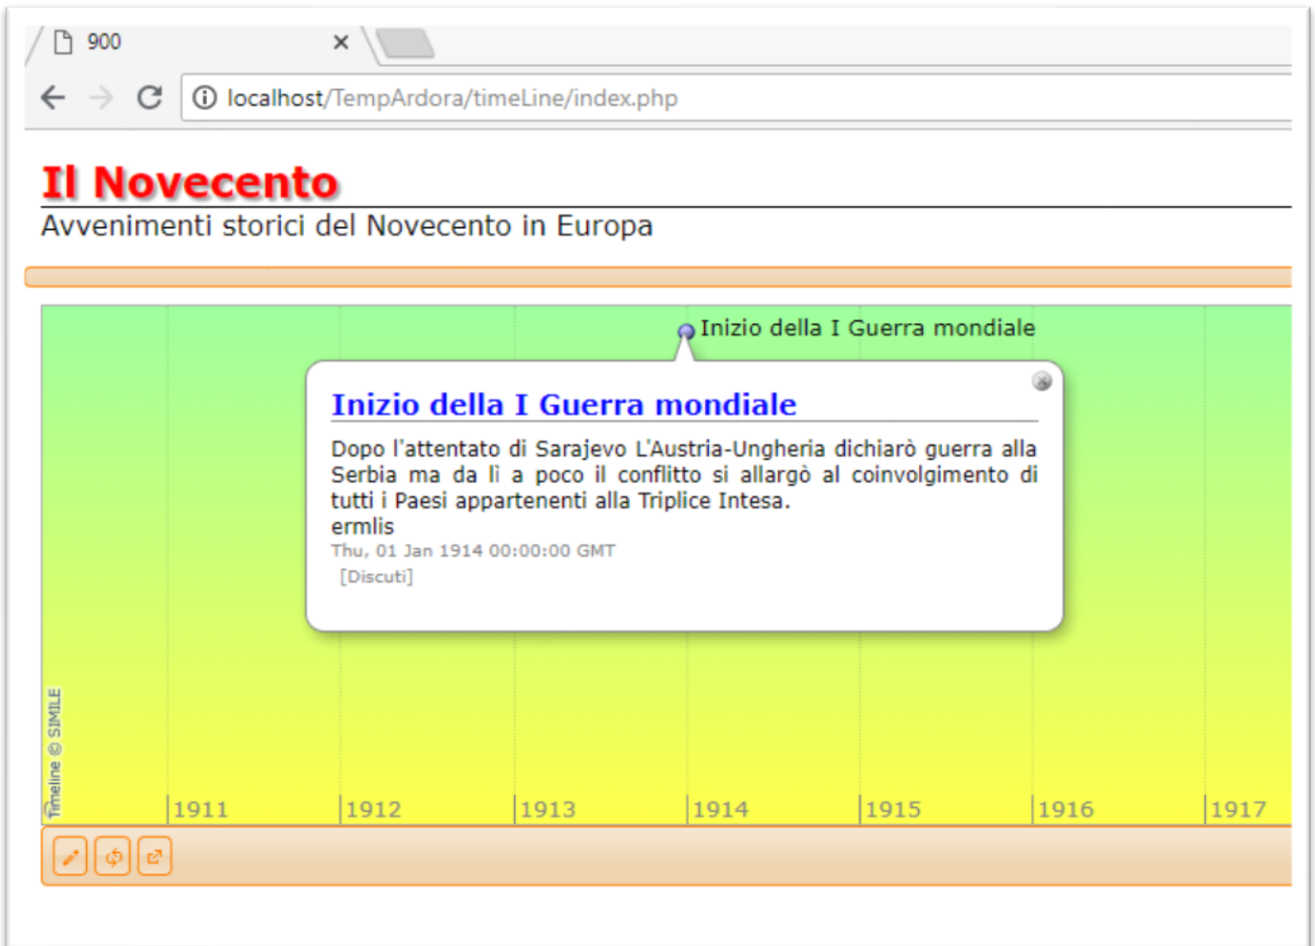 900
localhost/TempArdora/timeLine/index.php
Il Novecento
Avvenimenti storici del Novecento in Europa
Inizio della I Guerra mondiale
Inizio della I Guerra mondiale
Dopo l'attentato di Sarajevo L'Austria-Ungheria dichiarò guerra alla
Serbia ma da lì a poco il conflitto si allargò al coinvolgimento di
tutti i Paesi appartenenti alla Triplice Intesa.
ermlis
Thu, 01 Jan 1914 00:00:00 GMT
[Discuti]
Timeline © SIMILE
1911 1912 1913 1914 1915 1916 1917